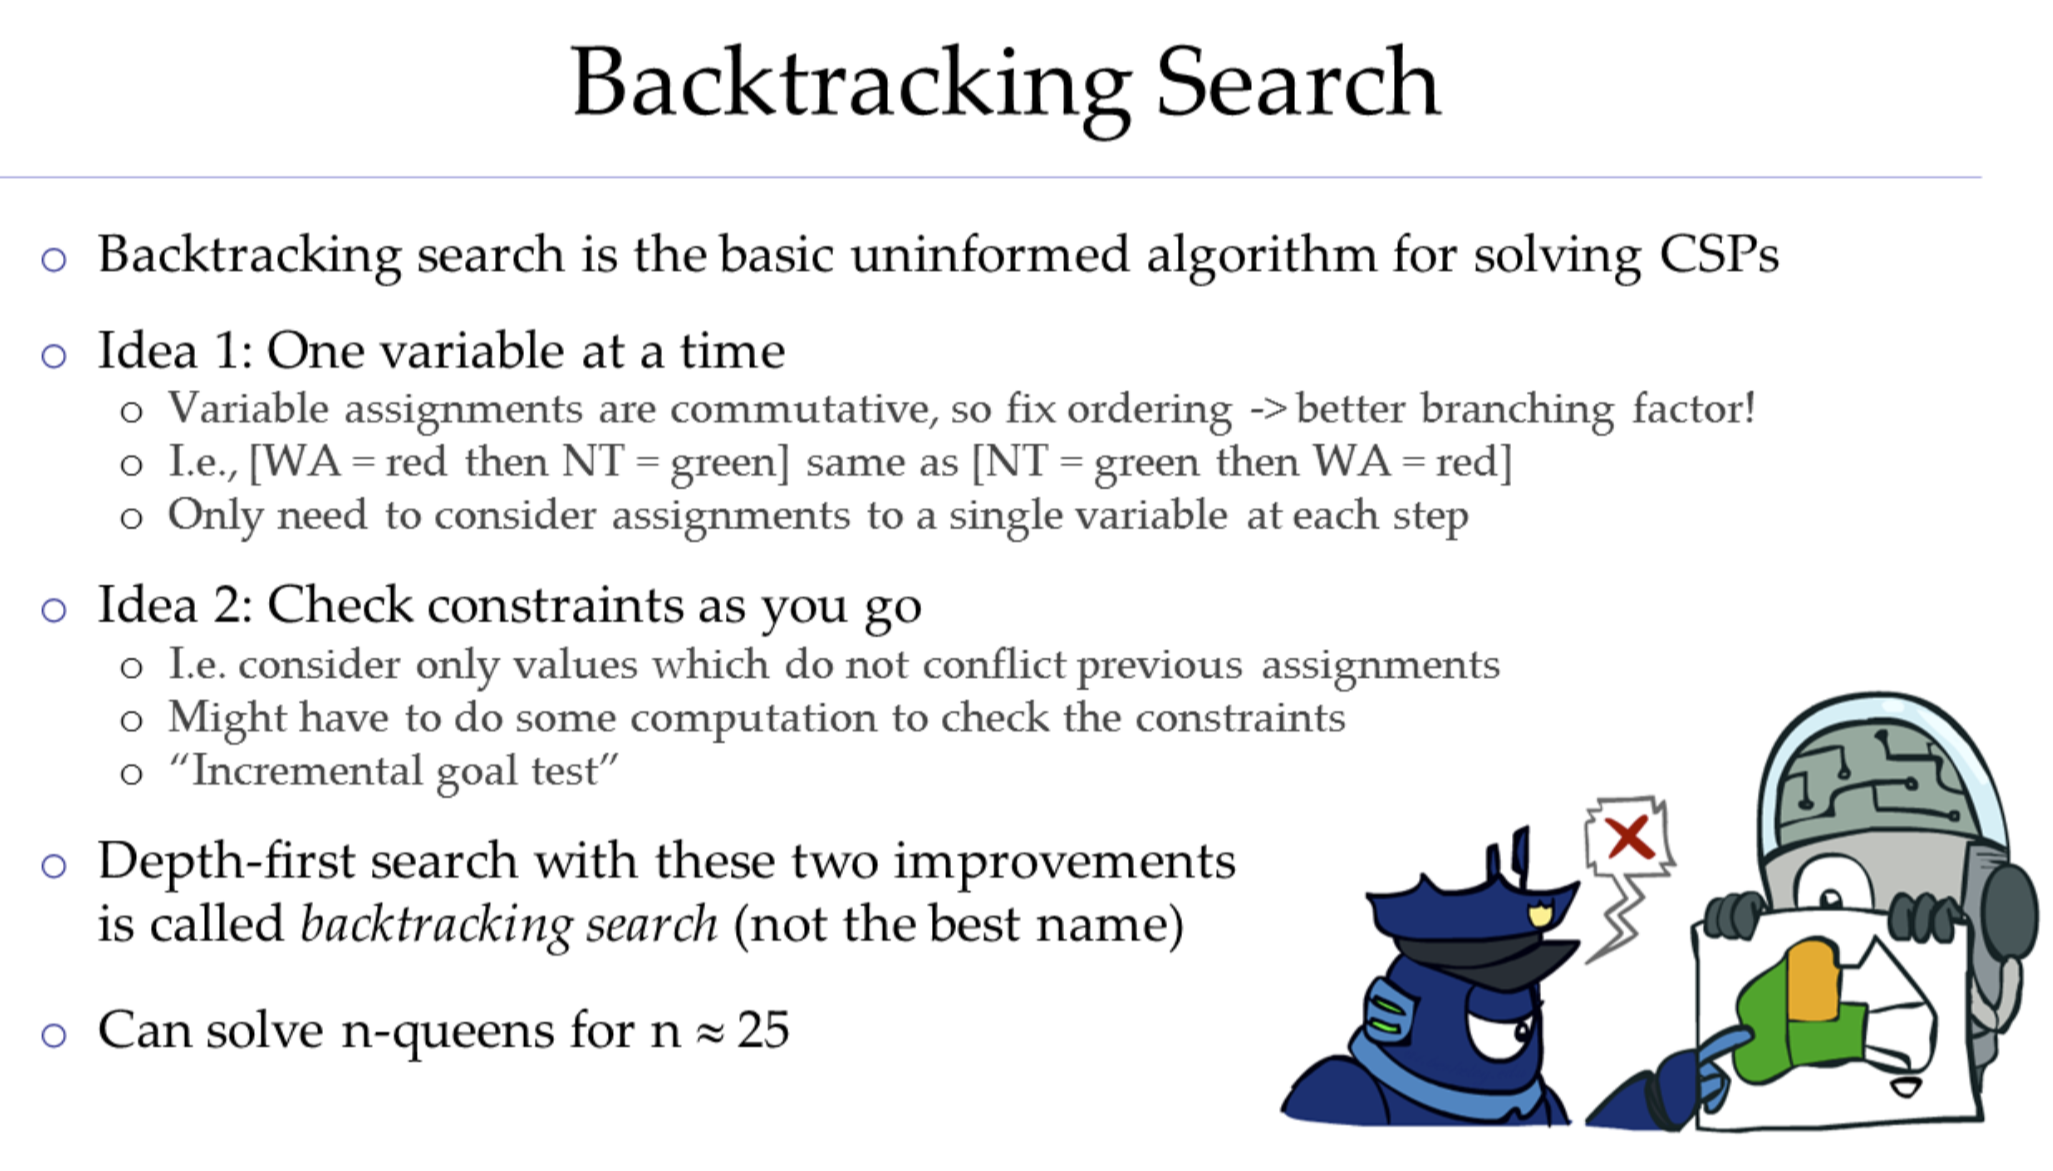 Backtracking Search
○ Backtracking search is the basic uninformed algorithm for solving CSPs
○ Idea 1: One variable at a time
○ Variable assignments are commutative, so fix ordering -> better branching factor!
○ I.e., [WA = red then NT = green] same as [NT = green then WA = red]
○ Only need to consider assignments to a single variable at each step
○ Idea 2: Check constraints as you go
○ I.e. consider only values which do not conflict previous assignments
○ Might have to do some computation to check the constraints
○ “Incremental goal test”
○ Depth-first search with these two improvements
is called backtracking search (not the best name)
○ Can solve n-queens for n ≈ 25